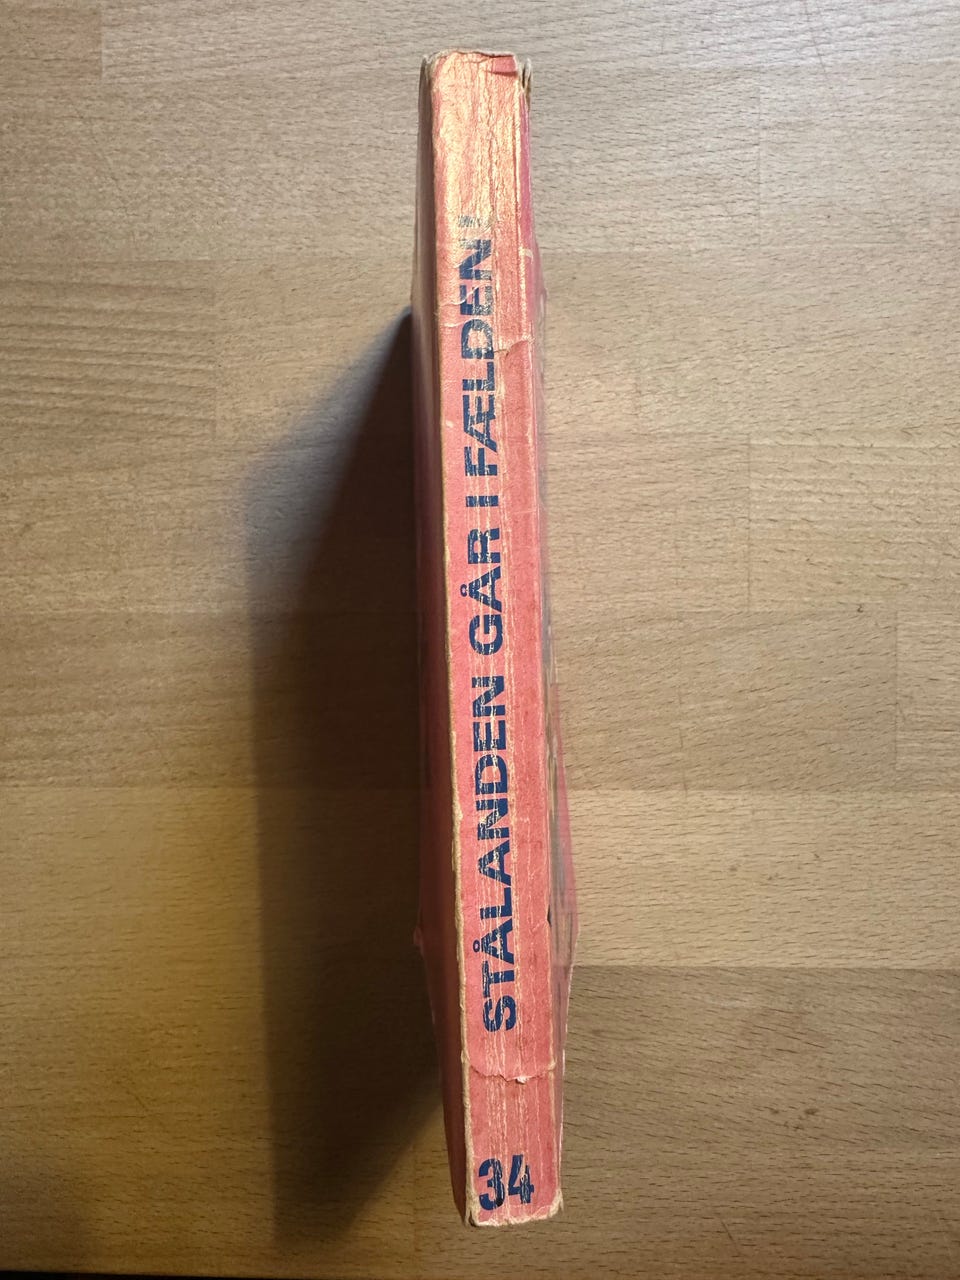 STÅLANDEN GÅR I FÆLDEN!
34